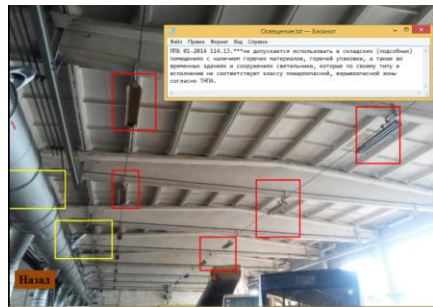 Освещение.txt — Блокнот
Файл Правка Формат Вид Справка
ППБ 01-2014 114.13.***не допускается использовать в складских (подсобных)
помещениях с наличием горючих материалов, горючей упаковки, а также во
временных зданиях и сооружениях светильники, которые по своему типу и
исполнению не соответствуют классу пожароопасной, взрывоопасной зоны
согласно ТНПА.
Назад